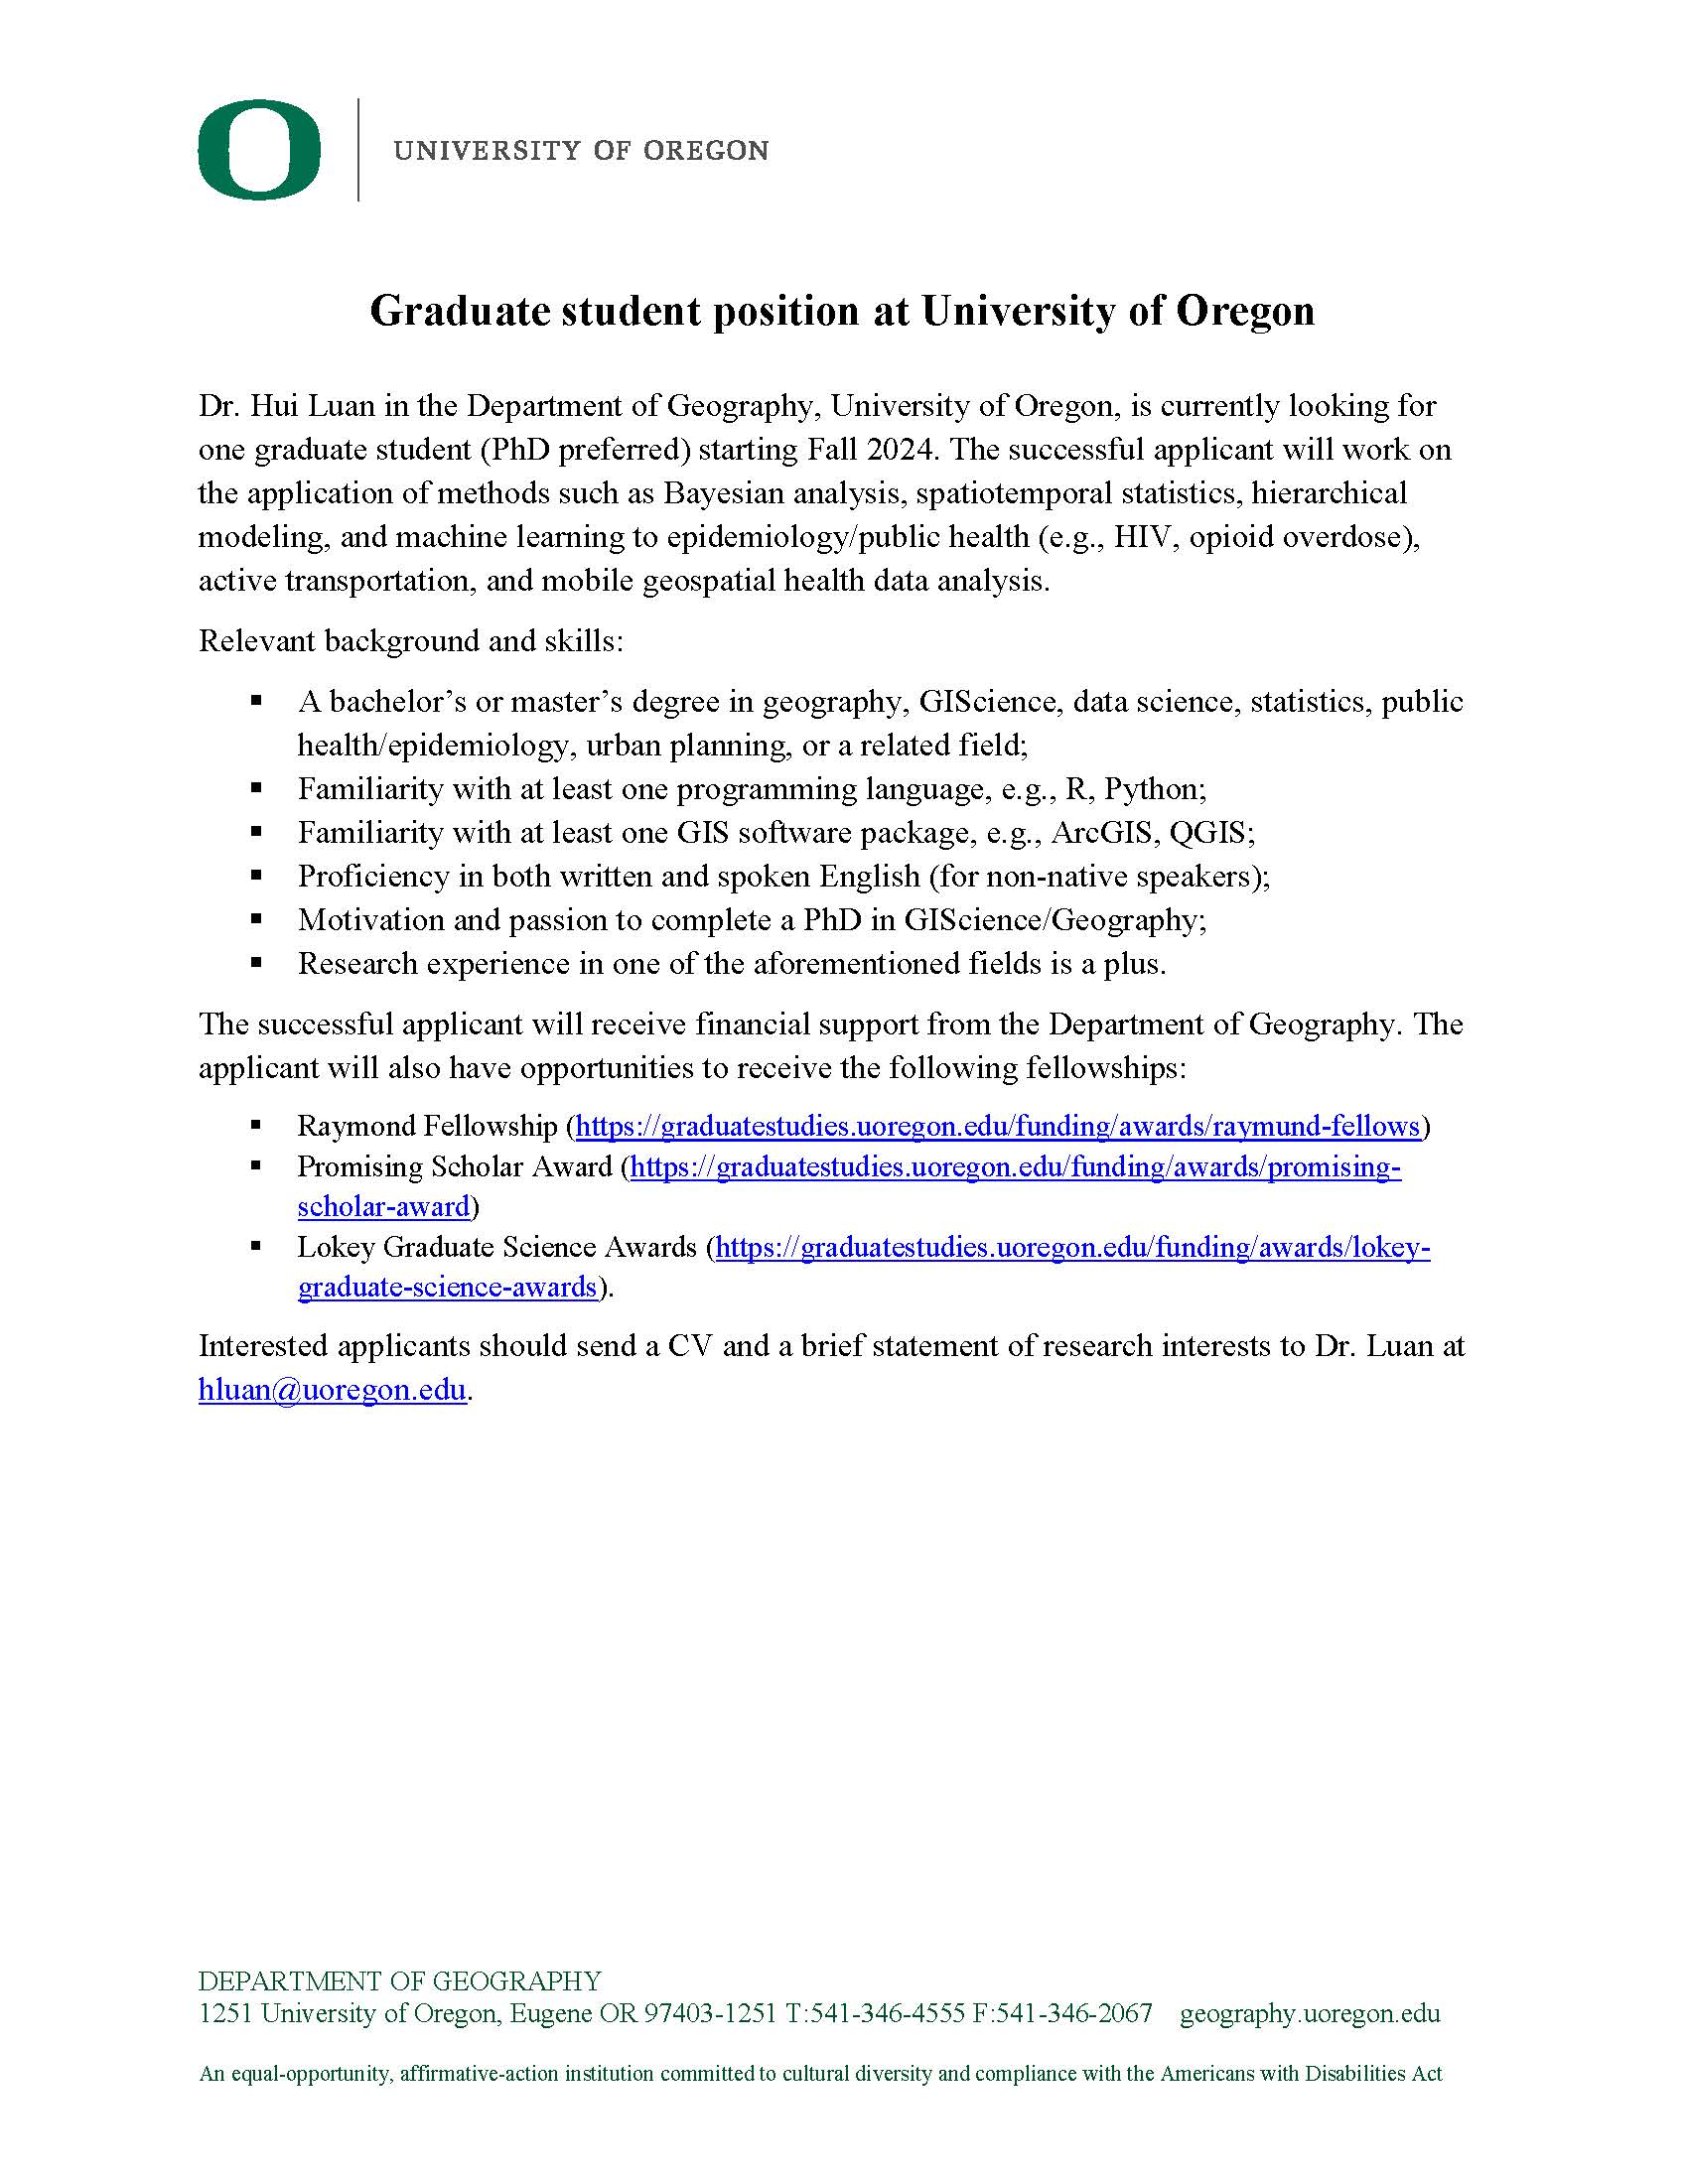 UNIVERSITY OF OREGON
Graduate student position at University of Oregon
Dr. Hui Luan in the Department of Geography, University of Oregon, is currently looking for
one graduate student (PhD preferred) starting Fall 2024. The successful applicant will work on
the application of methods such as Bayesian analysis, spatiotemporal statistics, hierarchical
modeling, and machine learning to epidemiology/public health (e.g., HIV, opioid overdose),
active transportation, and mobile geospatial health data analysis.
Relevant background and skills:
▪ A bachelor’s or master’s degree in geography, GIScience, data science, statistics, public
health/epidemiology, urban planning, or a related field;
▪ Familiarity with at least one programming language, e.g., R, Python;
▪ Familiarity with at least one GIS software package, e.g., ArcGIS, QGIS;
▪ Proficiency in both written and spoken English (for non-native speakers);
▪ Motivation and passion to complete a PhD in GIScience/Geography;
▪ Research experience in one of the aforementioned fields is a plus.
The successful applicant will receive financial support from the Department of Geography. The
applicant will also have opportunities to receive the following fellowships:
▪ Raymond Fellowship (https://graduatestudies.uoregon.edu/funding/awards/raymund-fellows)
▪ Promising Scholar Award (https://graduatestudies.uoregon.edu/funding/awards/promising-
scholar-award)
▪ Lokey Graduate Science Awards (https://graduatestudies.uoregon.edu/funding/awards/lokey-
graduate-science-awards).
Interested applicants should send a CV and a brief statement of research interests to Dr. Luan at
hluan@uoregon.edu.
DEPARTMENT OF GEOGRAPHY
1251 University of Oregon, Eugene OR 97403-1251 T:541-346-4555 F:541-346-2067 geography.uoregon.edu
An equal-opportunity, affirmative-action institution committed to cultural diversity and compliance with the Americans with Disabilities Act